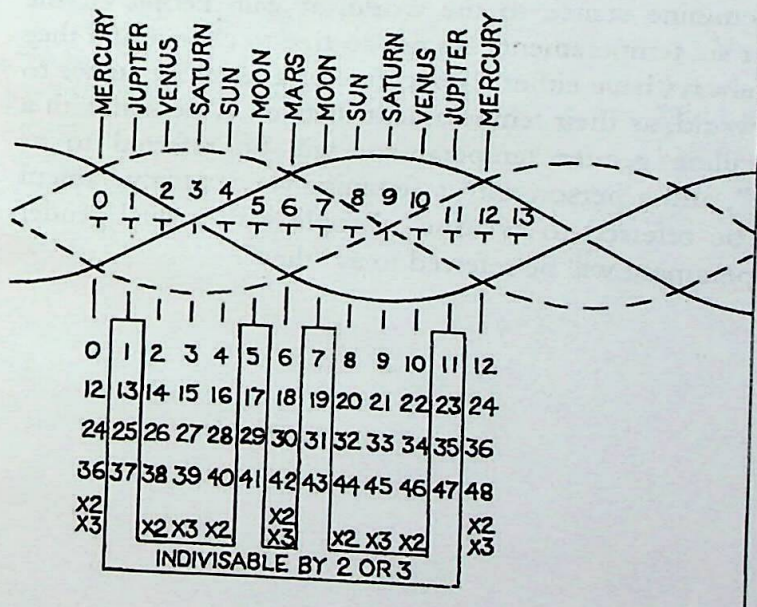 MERCURY JUPITER VENUS SATURN SUN MOON MARS MOON SUN SATURN VENUS JUPITER MERCURY
0 1 2 3 4 5 6 7 8 9 10 11 12 13
T T T T T T T T T T T T T
0 1 2 3 4 5 6 7 8 9 10 11 12
12 13 14 15 16 17 18 19 20 21 22 23 24
24 25 26 27 28 29 30 31 32 33 34 35 36
36 37 38 39 40 41 42 43 44 45 46 47 48
X2 X2 X2
X3 X2 X3 X2 X3 X2 X3 X2 X3
INDIVISABLE BY 2 OR 3